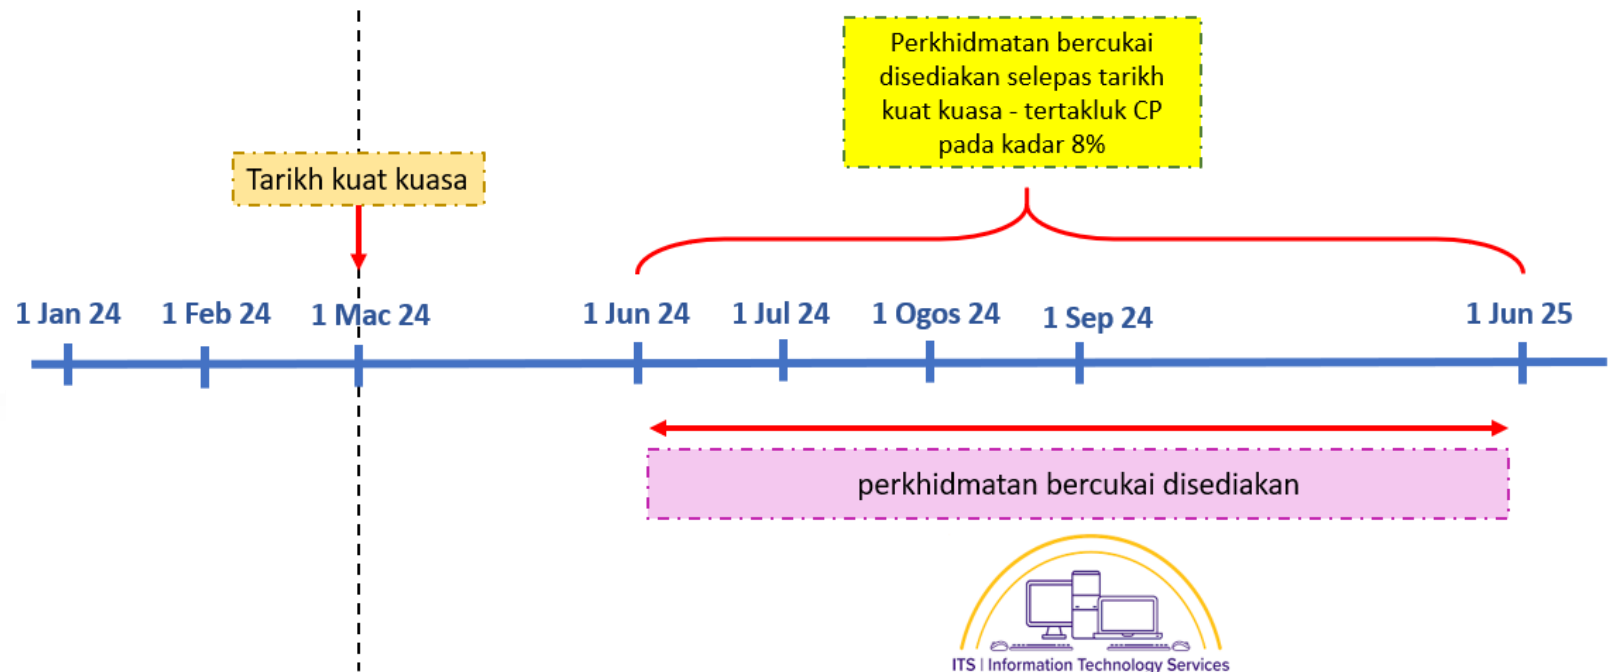 Perkhidmatan bercukai
disediakan selepas tarikh
kuat kuasa - tertakluk CP
pada kadar 8%
Tarikh kuat kuasa
1 Jan 24
1 Feb 24
1 Mac 24
1 Jun 24
1 Jul 24
1 Ogos 24
1 Sep 24
1 Jun 25
perkhidmatan bercukai disediakan
ITS | Information Technology Services